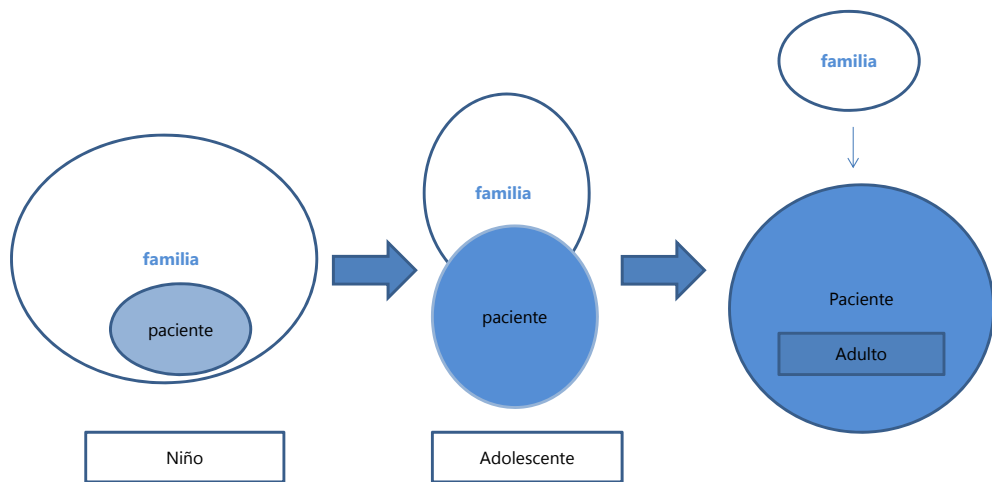 familia
paciente
Niño
familia
paciente
Adolescente
familia
Paciente
Adulto